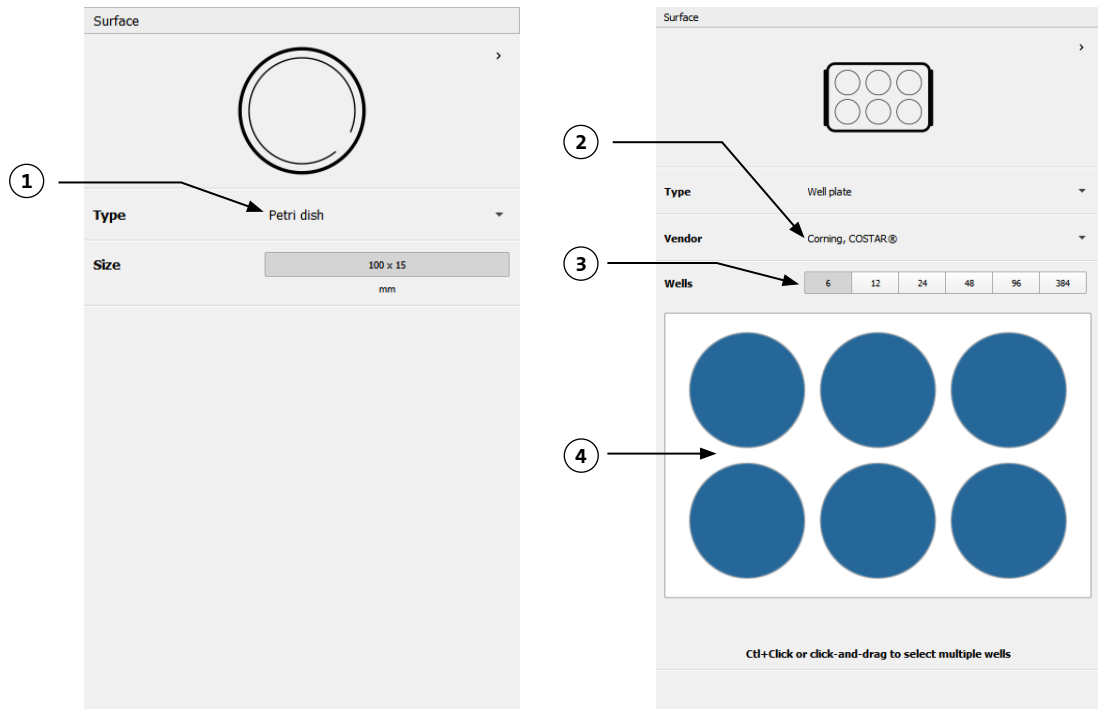 Surface
1
Type Petri dish
Size 100 x 15
mm
Surface
2
Type Well plate
Vendor Corning, COSTAR®
3
Wells 6 12 24 48 96 384
4
Ctl+Click or click-and-drag to select multiple wells